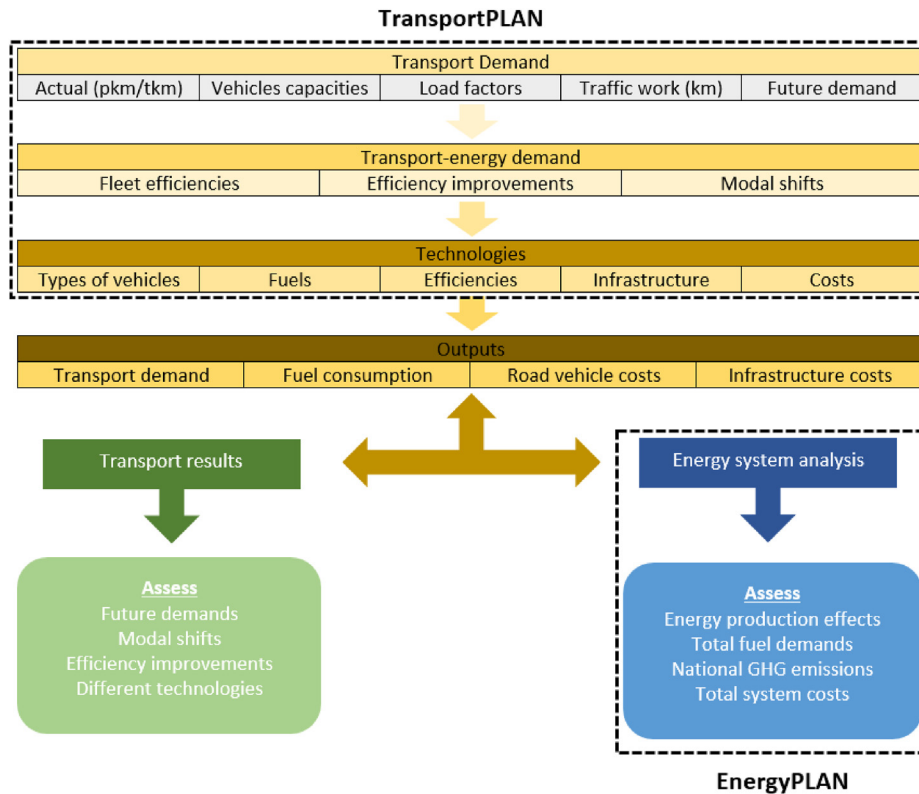 TransportPLAN
Transport Demand
Actual (pkm/tkm) Vehicles capacities Load factors Traffic work (km) Future demand
Transport-energy demand
Fleet efficiencies Efficiency improvements Modal shifts
Technologies
Types of vehicles Fuels Efficiencies Infrastructure Costs
Outputs
Transport demand Fuel consumption Road vehicle costs Infrastructure costs
Transport results
Assess
Future demands
Modal shifts
Efficiency improvements
Different technologies
Energy system analysis
Assess
Energy production effects
Total fuel demands
National GHG emissions
Total system costs
EnergyPLAN